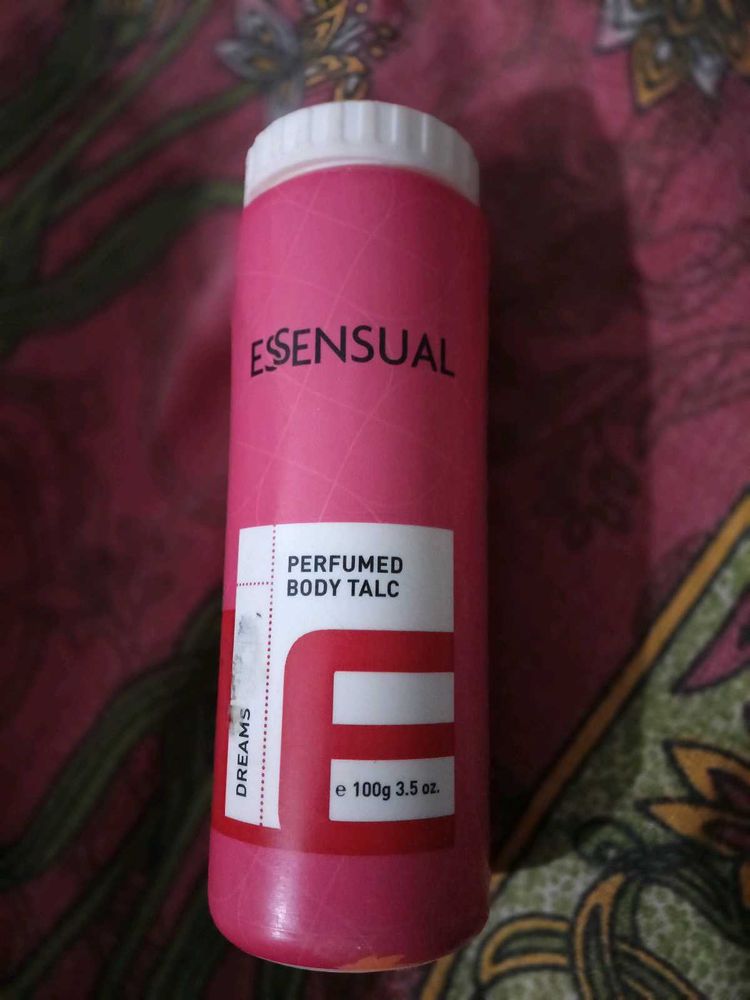 ESSENSUAL
PERFUMED
BODY TALC
DREAMS
e 100g 3.5 oz.